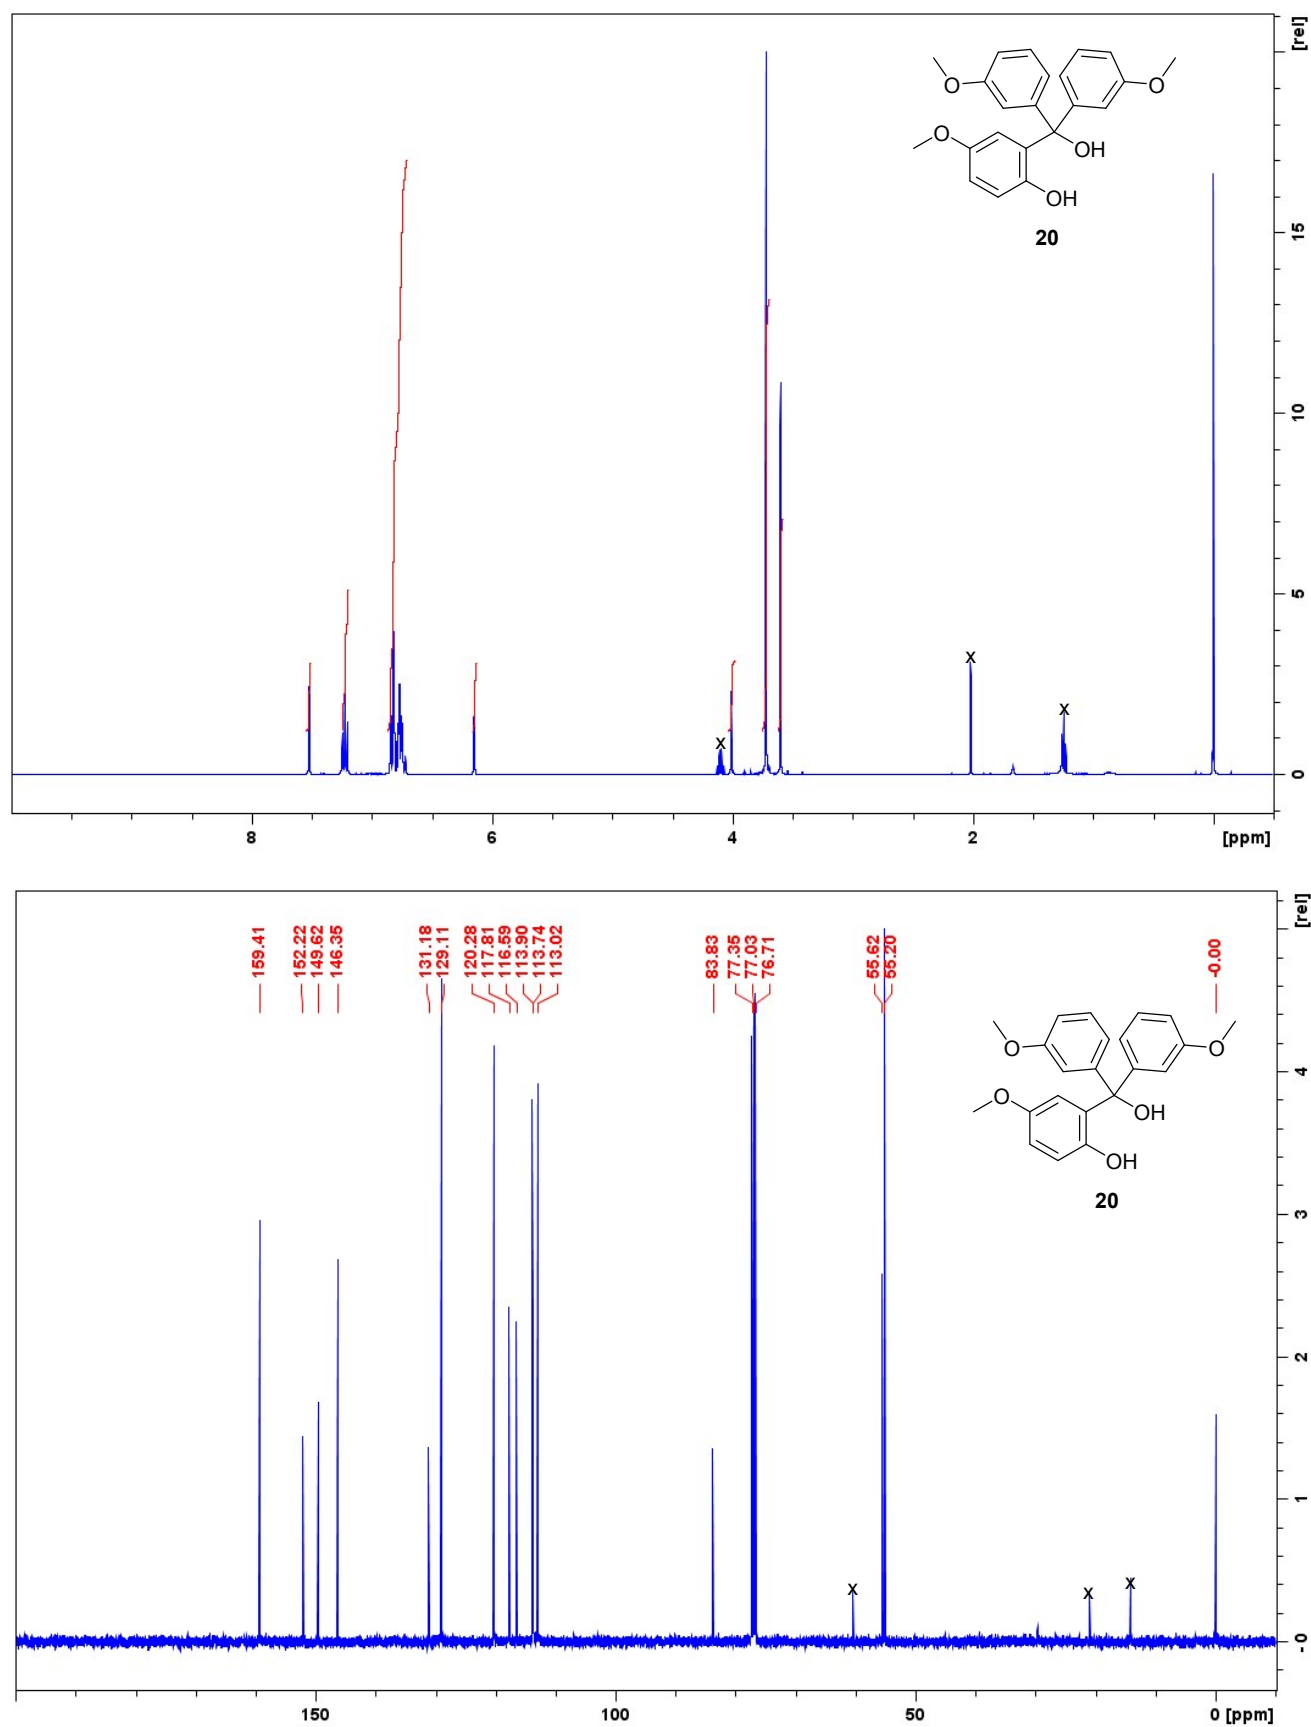 [rel]
O
O
O
OH
OH
20
15
10
5
0
x
x
x
8
6
4
2
[ppm]
[rel]
159.41
152.22
149.62
146.35
131.18
129.11
120.28
117.81
116.59
113.90
113.74
113.02
83.83
77.35
77.03
76.71
55.62
55.20
-0.00
O
O
O
OH
OH
20
4
3
2
1
-0
x
x
x
150
100
50
0 [ppm]